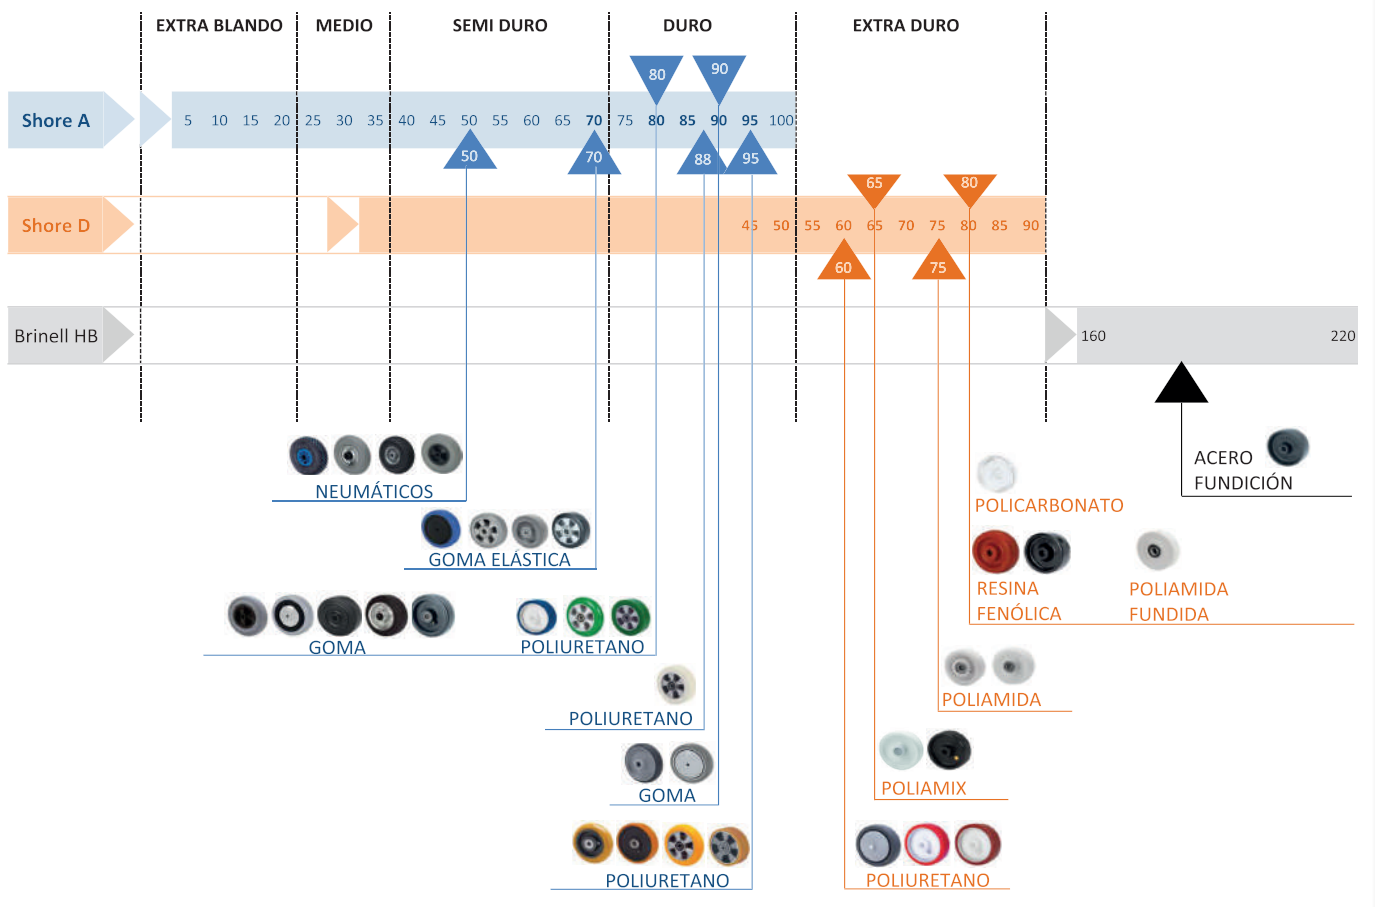 EXTRA BLANDO MEDIO SEMI DURO DURO EXTRA DURO
80 90
Shore A 5 10 15 20 25 30 35 40 45 50 55 60 65 70 75 80 85 90 95 100
50 70 88 95
65 80
Shore D 45 50 55 60 65 70 75 80 85 90
60 75
Brinell HB 160 220
ACERO
FUNDICIÓN
NEUMÁTICOS
POLICARBONATO
GOMA ELÁSTICA
RESINA
FENÓLICA
POLIAMIDA
FUNDIDA
GOMA POLIURETANO
POLIAMIDA
POLIURETANO
POLIAMIX
GOMA
POLIURETANO POLIURETANO